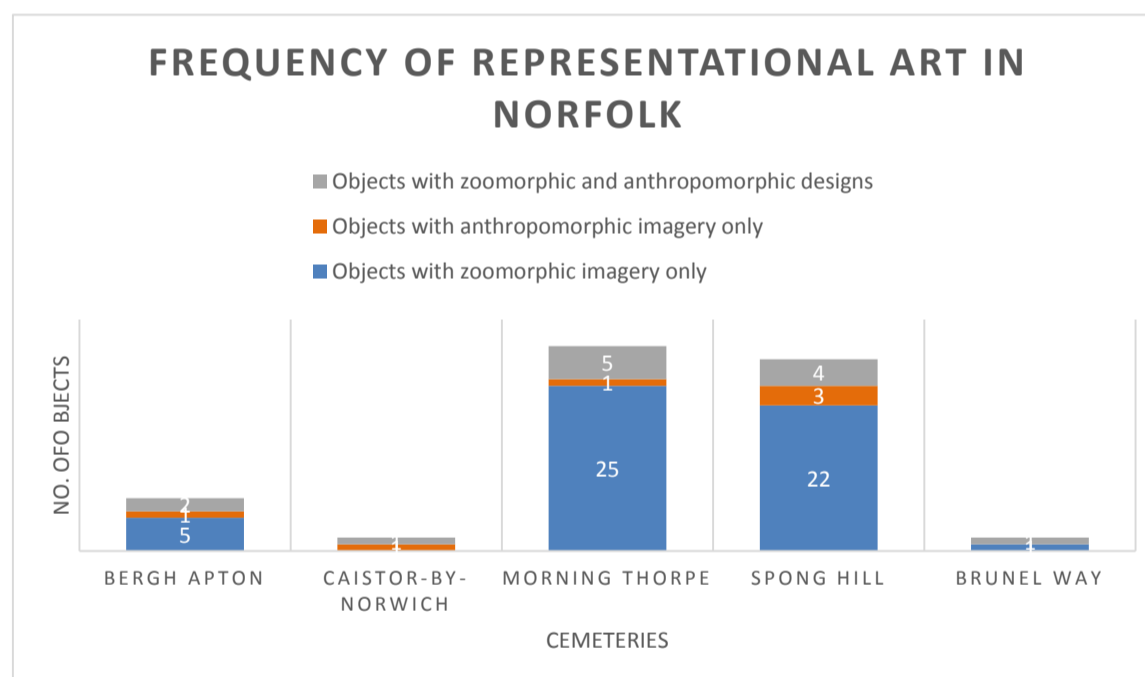 FREQUENCY OF REPRESENTATIONAL ART IN
NORFOLK
Objects with zoomorphic and anthropomorphic designs
Objects with anthropomorphic imagery only
Objects with zoomorphic imagery only
NO. OFO BJECTS
5
1
2
1
1
25
1
5
22
3
4
1
1
BERGH APTON
CAISTOR-BY-
NORWICH
MORNING THORPE
SPONG HILL
BRUNEL WAY
CEMETERIES